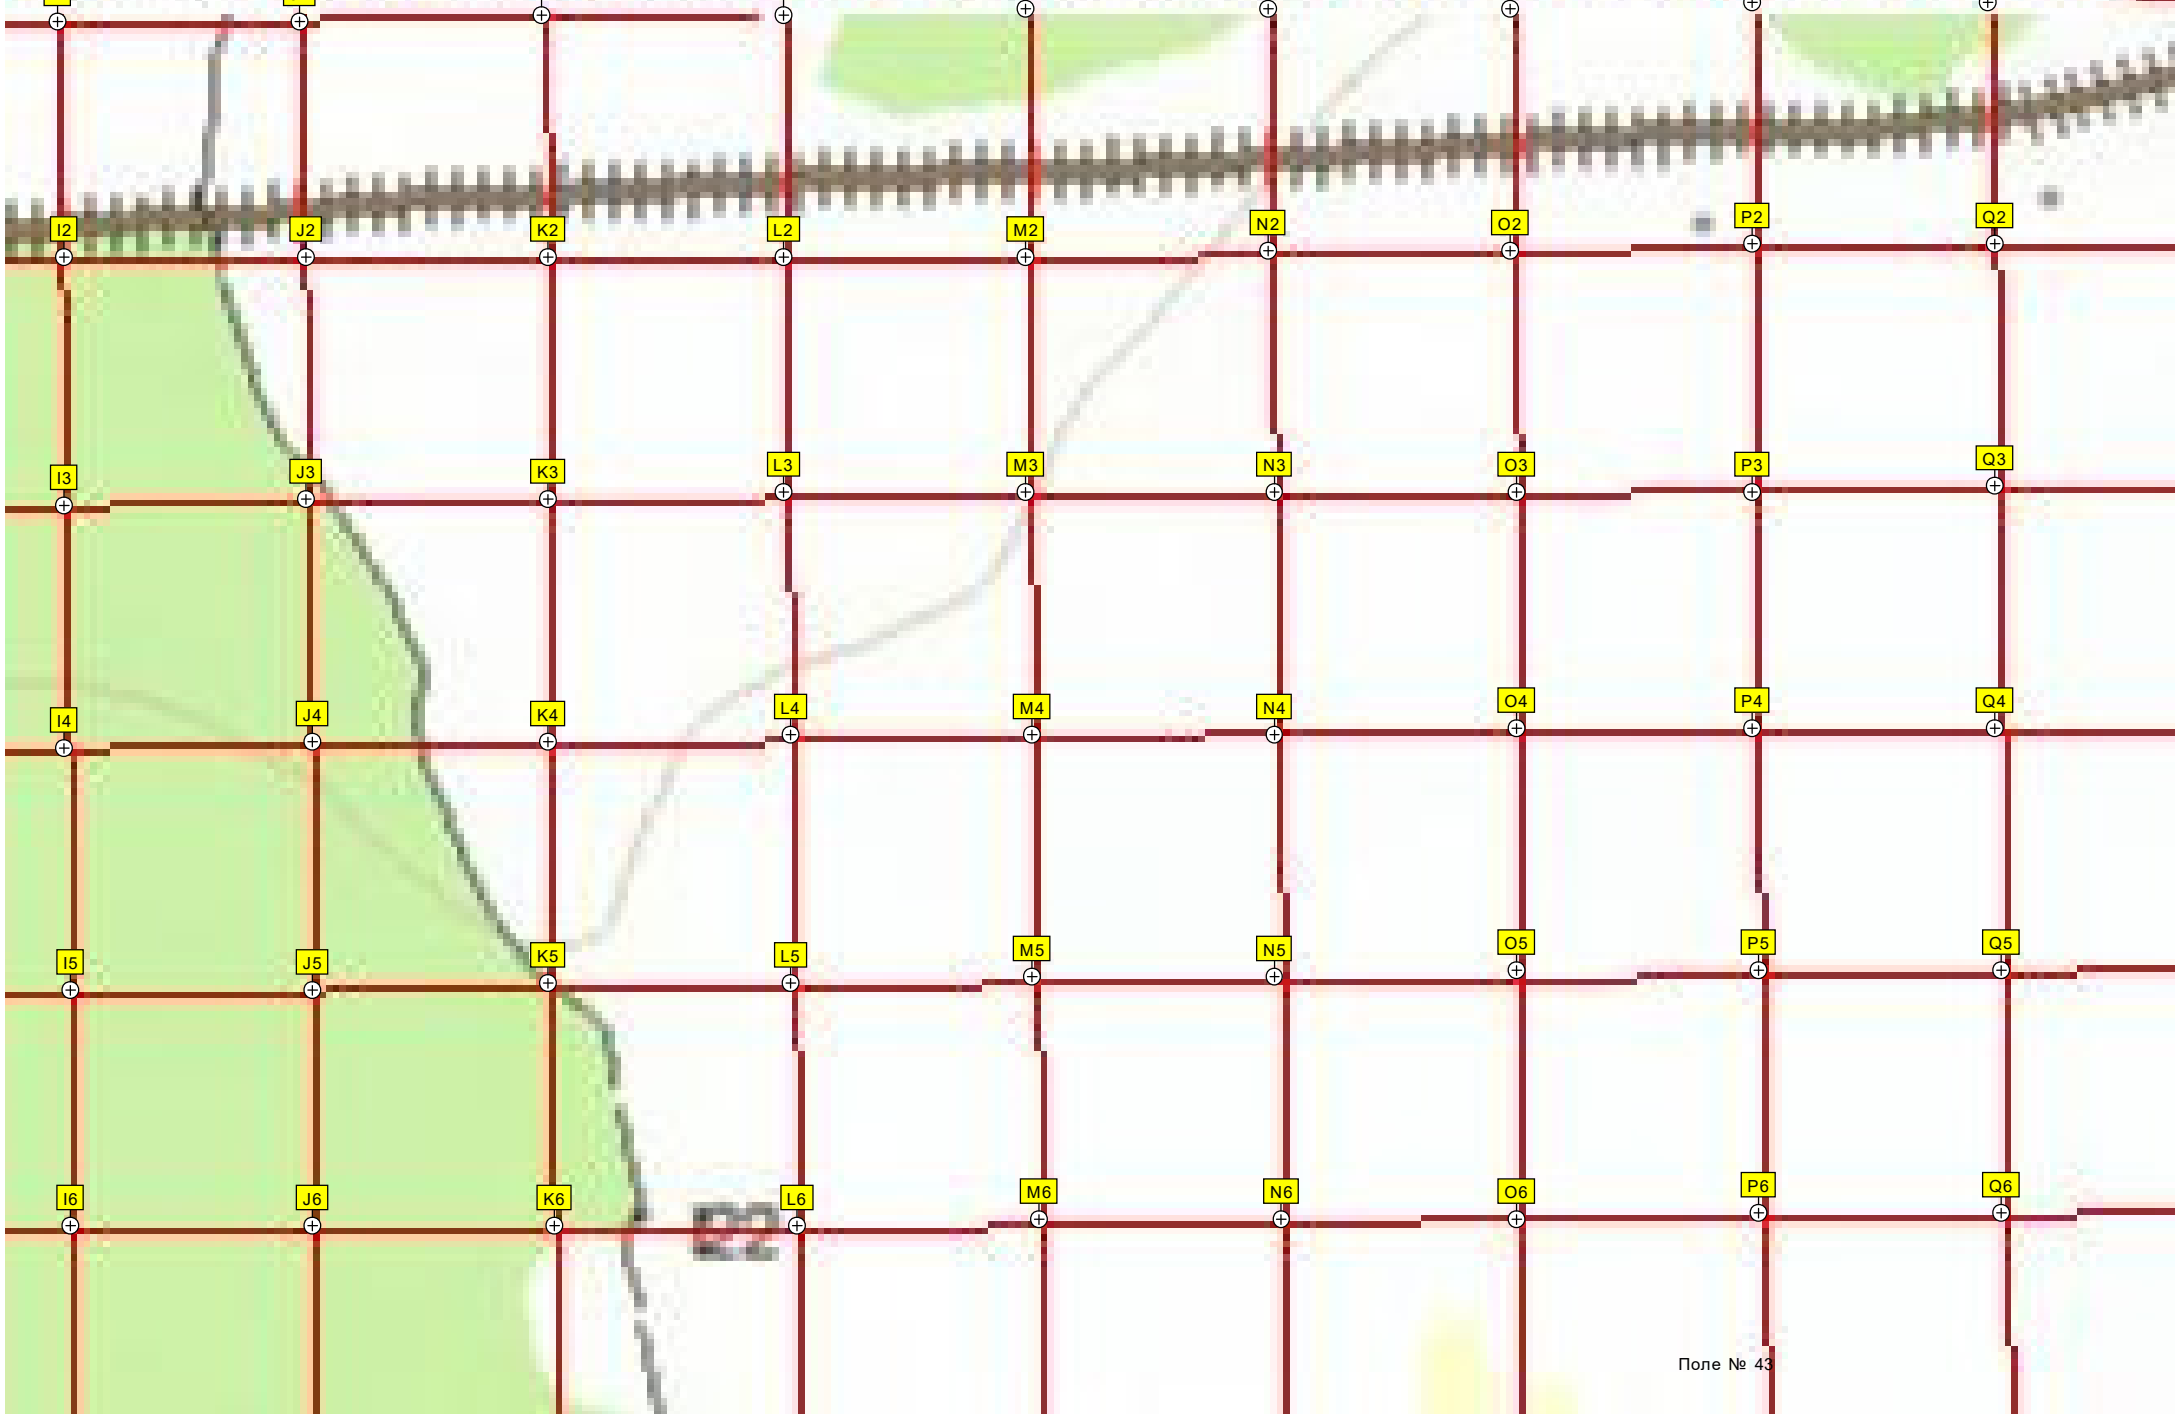 I2 J2 K2 L2 M2 N2 O2 P2 Q2
I3 J3 K3 L3 M3 N3 O3 P3 Q3
I4 J4 K4 L4 M4 N4 O4 P4 Q4
I5 J5 K5 L5 M5 N5 O5 P5 Q5
I6 J6 K6 L6 M6 N6 O6 P6 Q6
Поле № 43